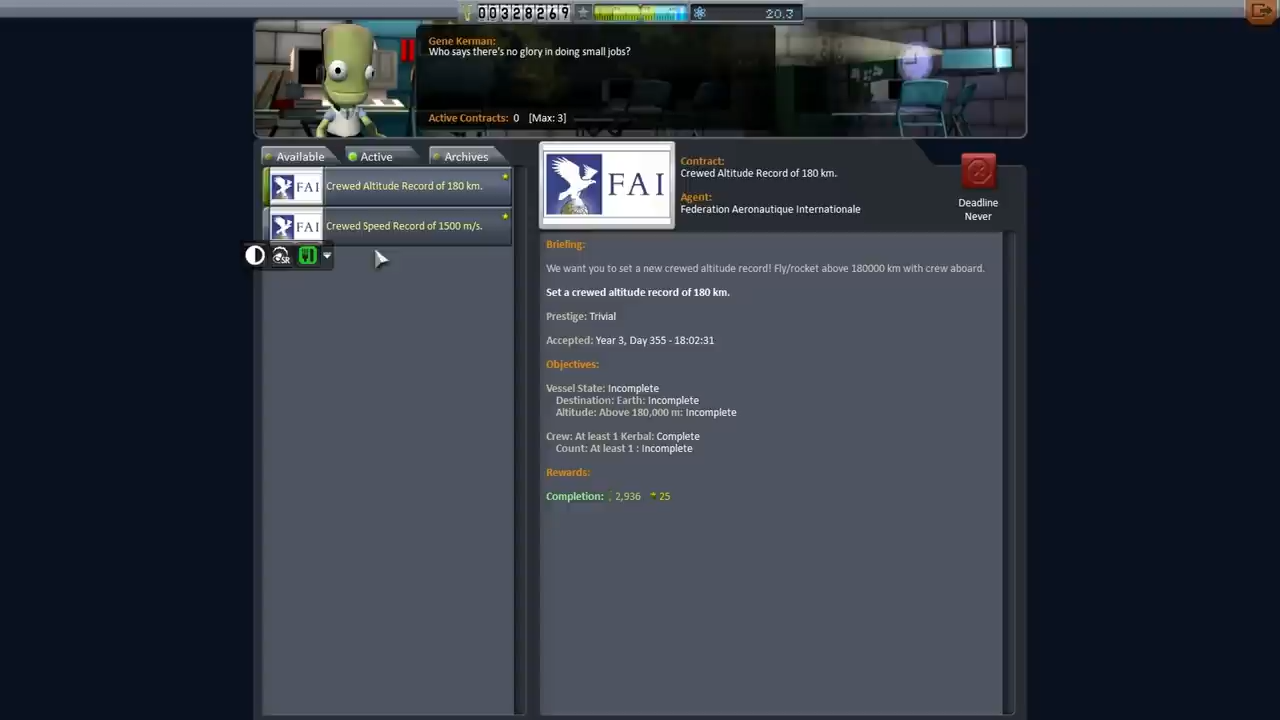 00328269
20.3
Gene Kerman:
Who says there's no glory in doing small jobs?
Active Contracts: 0 [Max: 3]
Available
Active
Archives
FAI
Crewed Altitude Record of 180 km.
FAI
Crewed Speed Record of 1500 m/s.
SR
FAI
Contract:
Crewed Altitude Record of 180 km.
Agent:
Federation Aeronautique Internationale
Deadline
Never
Briefing:
We want you to set a new crewed altitude record! Fly/rocket above 180000 km with crew aboard.
Set a crewed altitude record of 180 km.
Prestige: Trivial
Accepted: Year 3, Day 355 - 18:02:31
Objectives:
Vessel State: Incomplete
Destination: Earth: Incomplete
Altitude: Above 180,000 m: Incomplete
Crew: At least 1 Kerbal: Complete
Count: At least 1 : Incomplete
Rewards:
Completion: 2,936 25